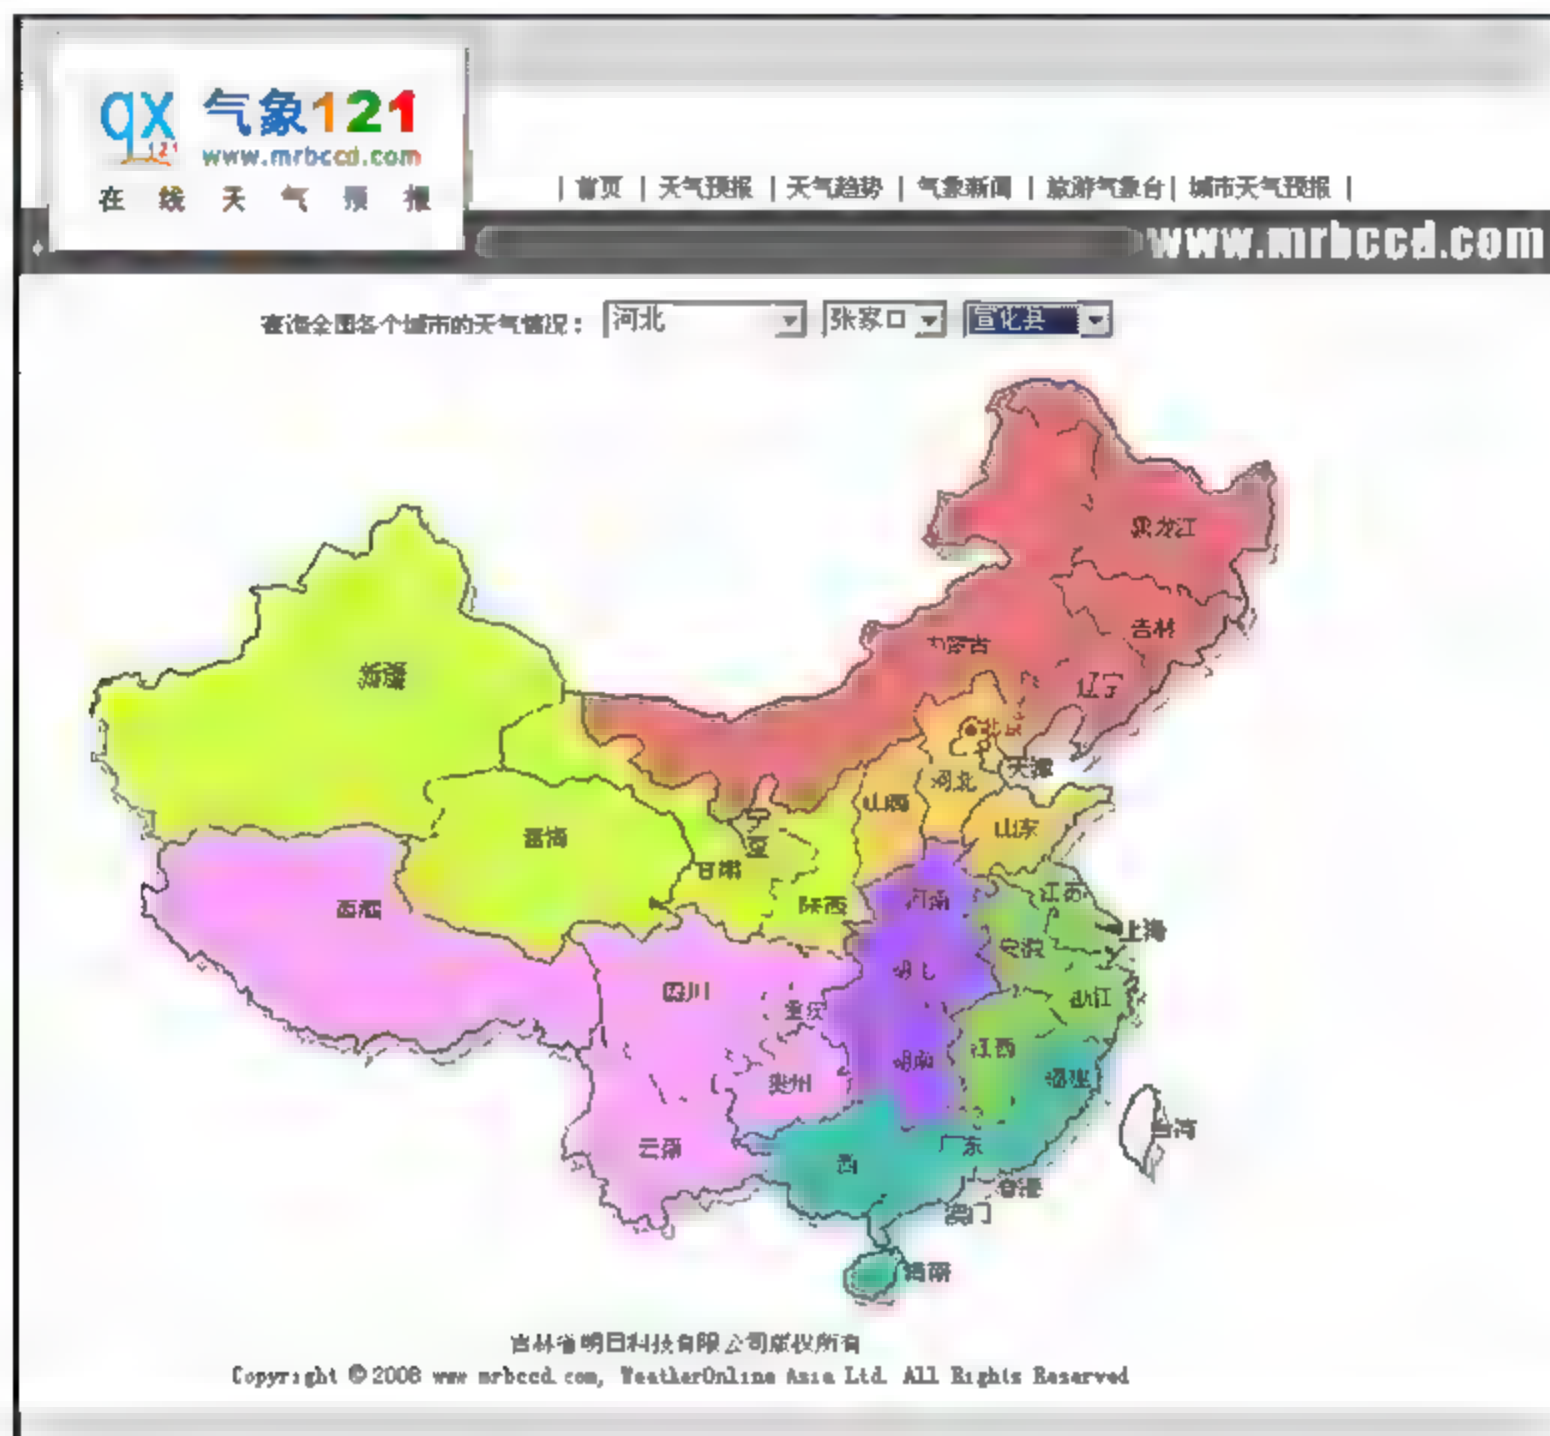 qx 气象121
121
www.mrbccd.com
在线天气预报
| 首页 | 天气预报 | 天气趋势 | 气象新闻 | 旅游气象台 | 城市天气预报 |
www.mrbccd.com
查询全国各个城市的天气情况： 河北 张家口 宣化县
黑龙江
吉林
内蒙古
辽宁
新疆
北京
天津
河北
山西
山东
宁夏
青海
甘肃
陕西
河南
江苏
西藏
上海
安徽
湖北
四川
浙江
重庆
江西
湖南
福建
贵州
台湾
云南
广东
西
香港
澳门
海南
吉林省明日科技有限公司版权所有
Copyright © 2008 www mrbccd com, WeatherOnline Asia Ltd. All Rights Reserved